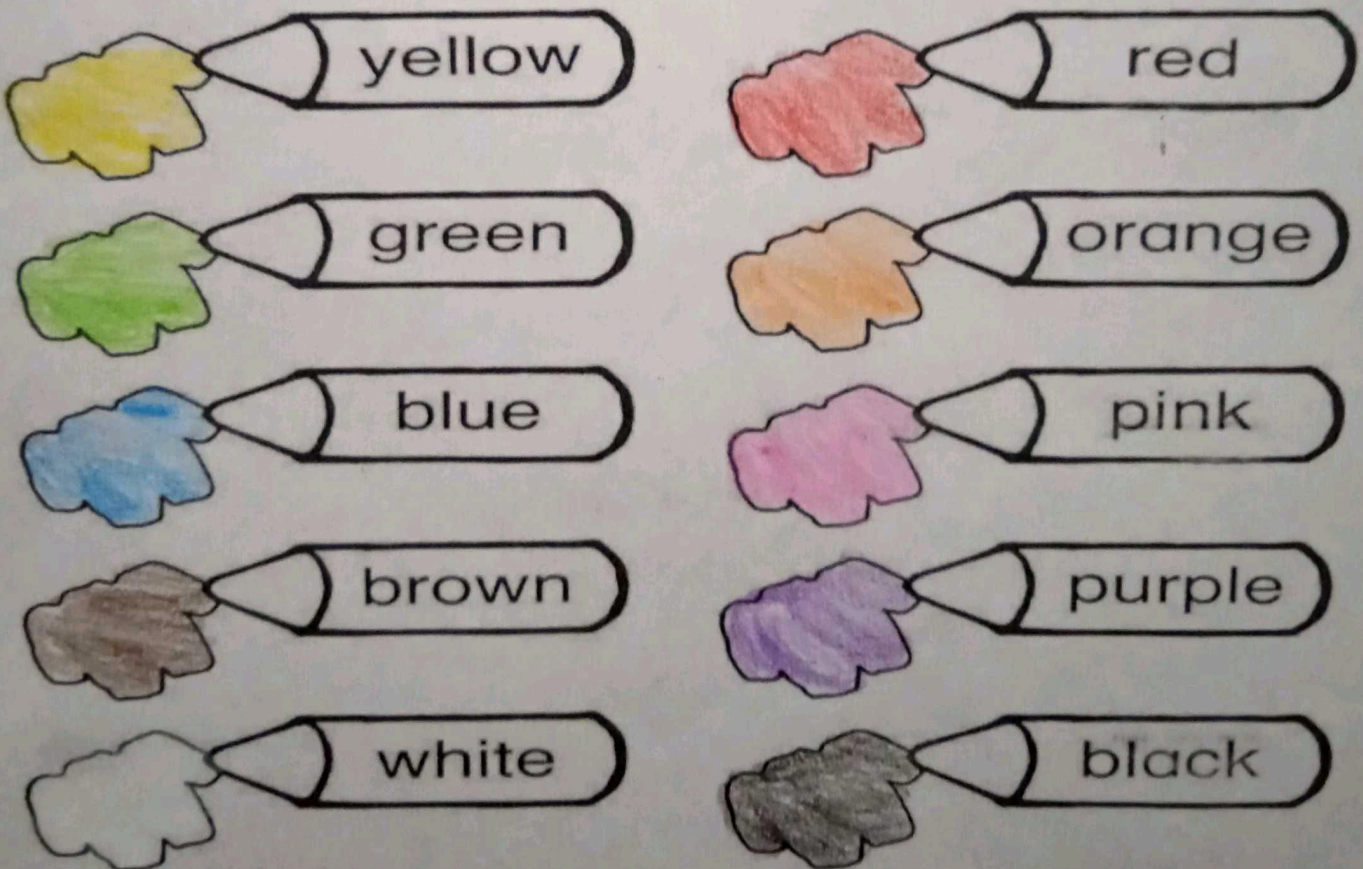 yellow
red
green
orange
blue
pink
brown
purple
white
black